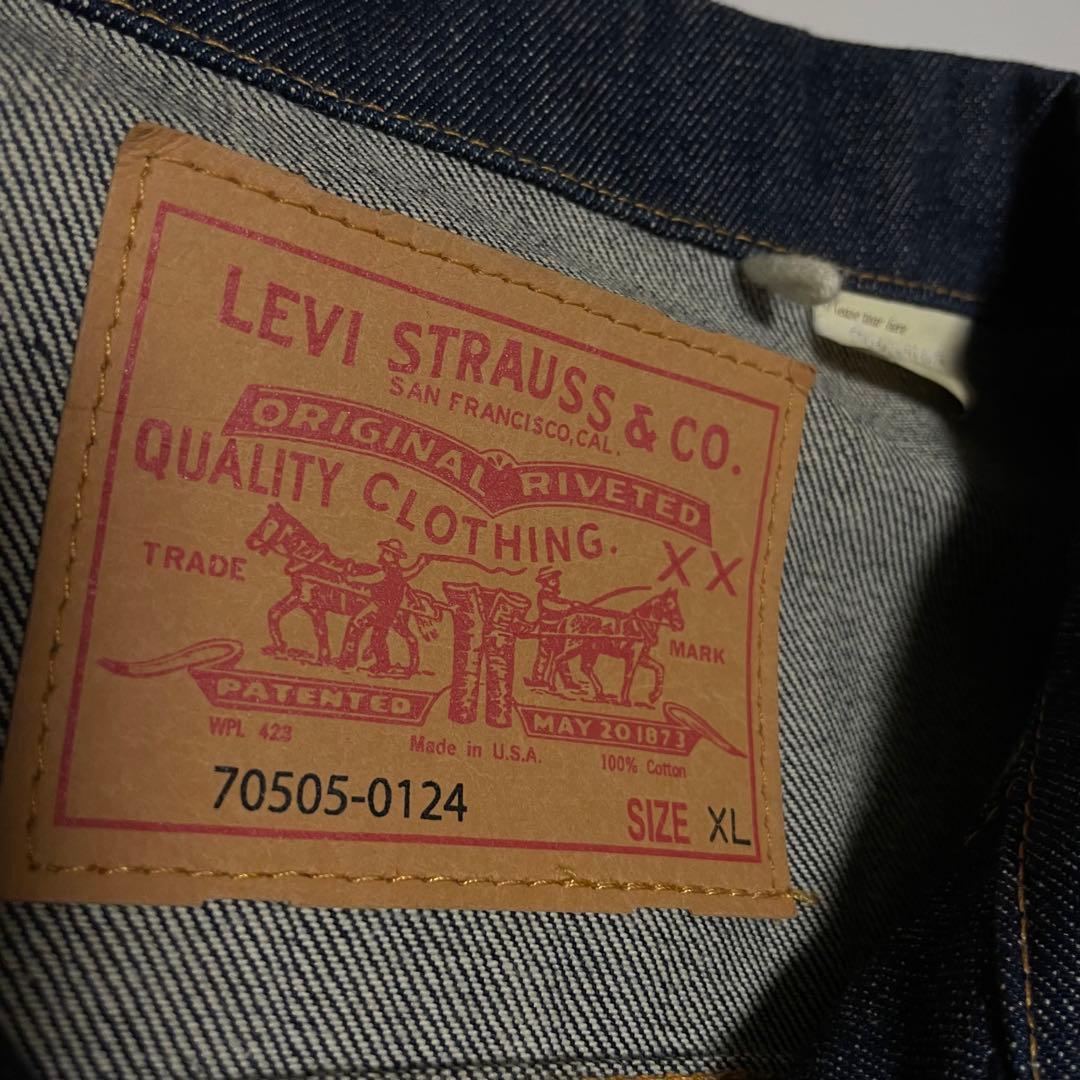 LEVI STRAUSS & CO.
SAN FRANCISCO, CAL.
ORIGINAL RIVETED
QUALITY CLOTHING.
XX
TRADE MARK
PATENTED MAY 20 1873
WPL 423 Made in U.S.A. 100% Cotton
70505-0124 SIZE XL